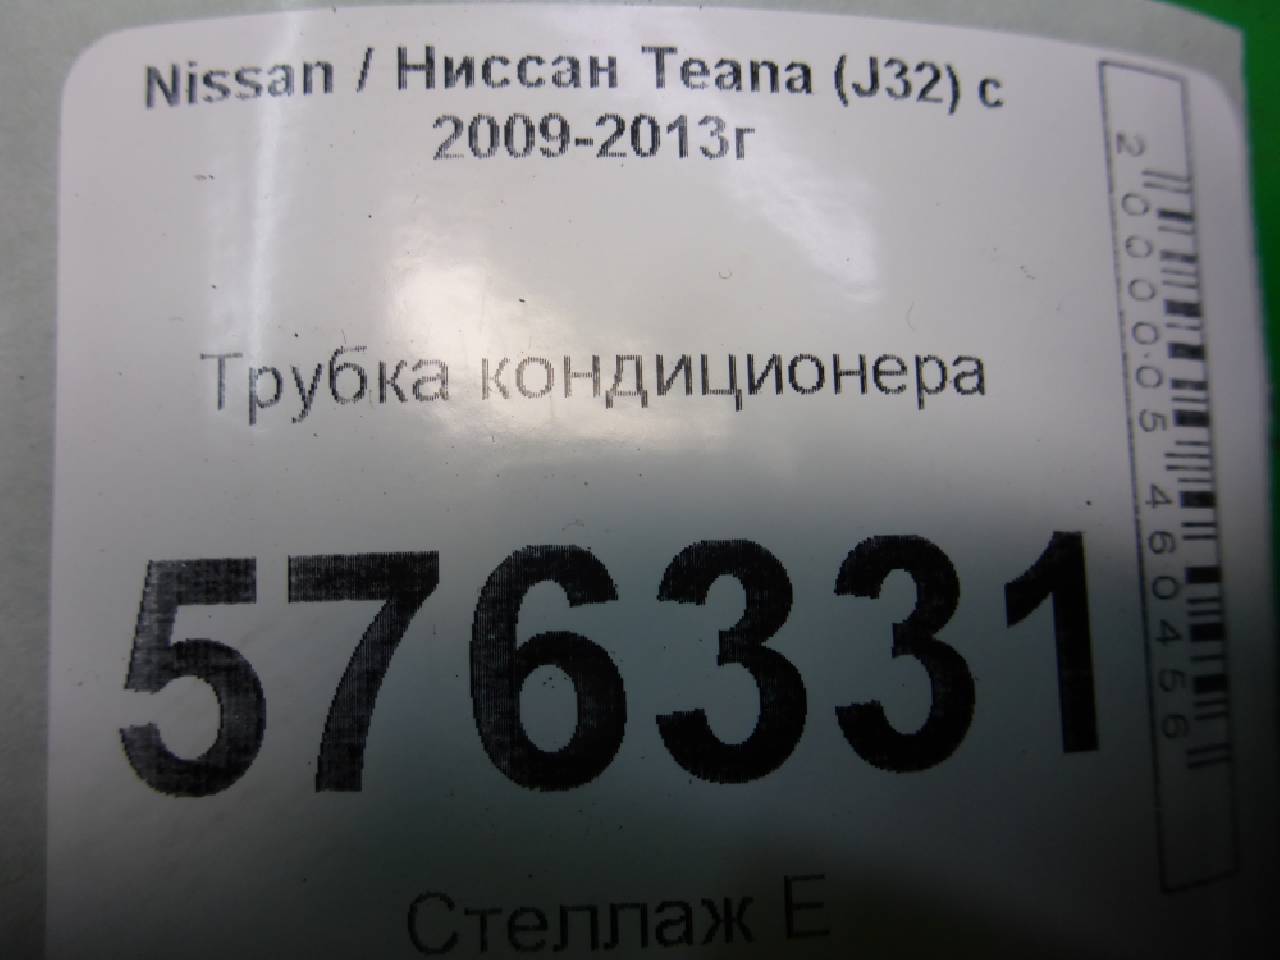 Nissan / Ниссан Teana (J32) с
2009-2013г
Трубка кондиционера
576331
Стеллаж Е
2000005460456